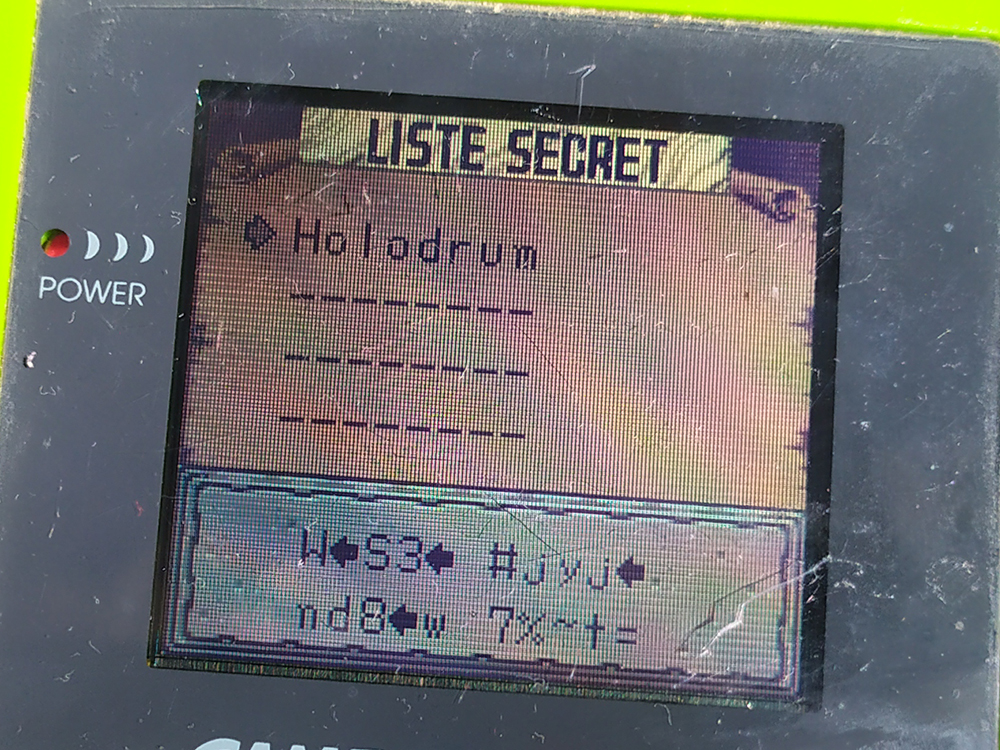 LISTE SECRET
Holodrum
--------
--------
--------
W🡄S3🡄 #jyj🡄
nd8🡄w 7%~†=
POWER